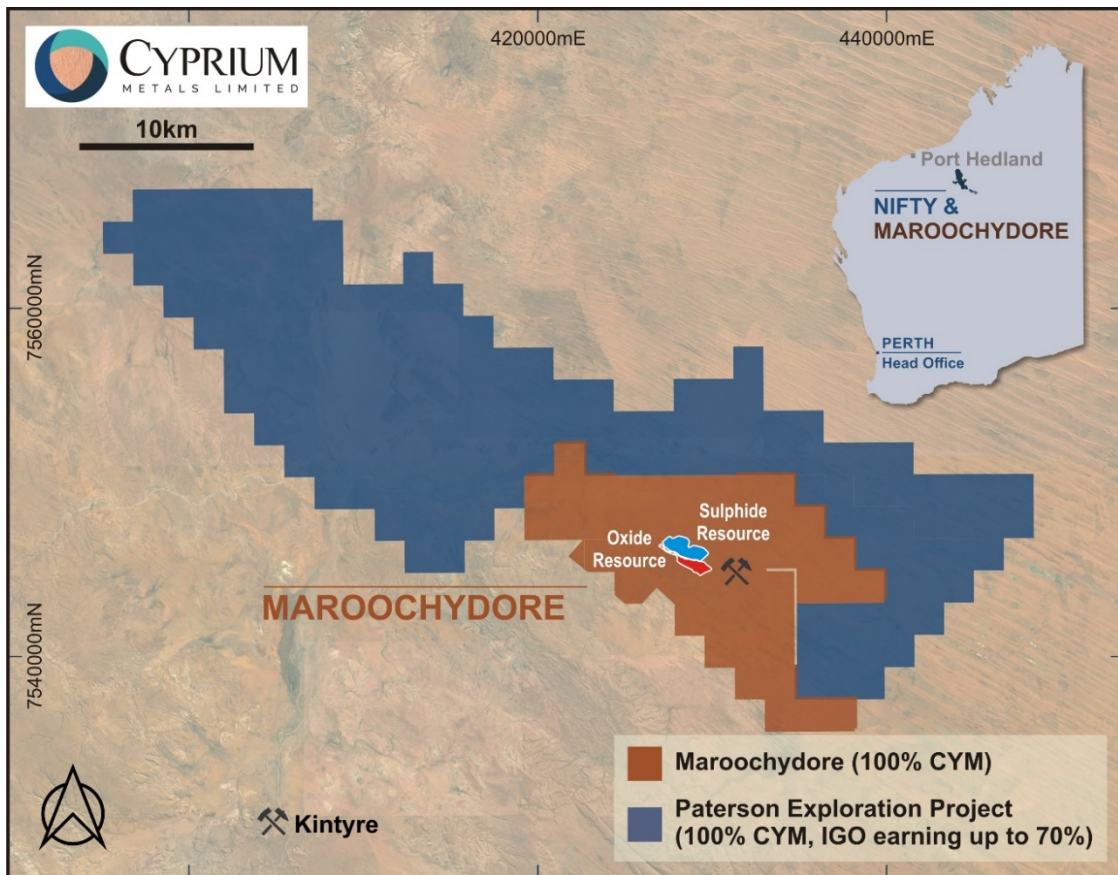 CYPRIUM
METALS LIMITED
10km
420000mE
440000mE
7560000mN
7540000mN
Port Hedland
NIFTY &
MAROOCHYDORE
PERTH
Head Office
Sulphide
Resource
Oxide
Resource
MAROOCHYDORE
Kintyre
Maroochydore (100% CYM)
Paterson Exploration Project
(100% CYM, IGO earning up to 70%)